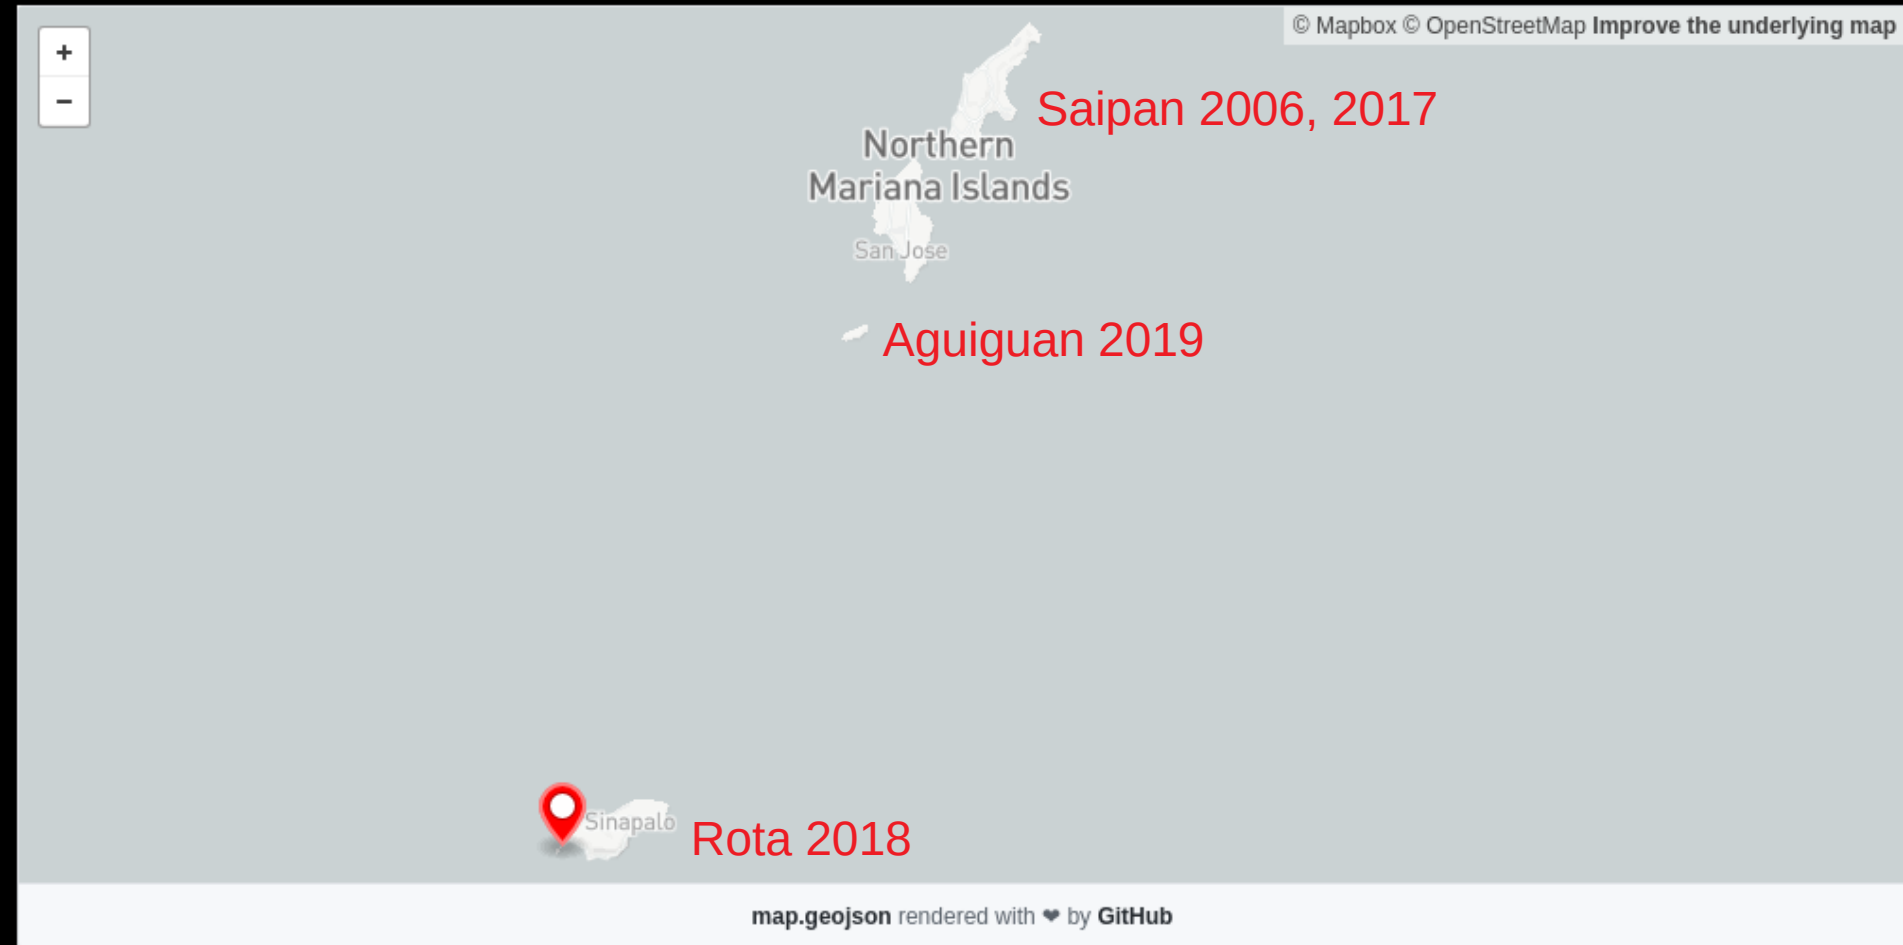 +
−
© Mapbox © OpenStreetMap Improve the underlying map
Saipan 2006, 2017
Northern
Mariana Islands
San Jose
Aguiguan 2019
Sinapalo
Rota 2018
map.geojson rendered with ❤ by GitHub